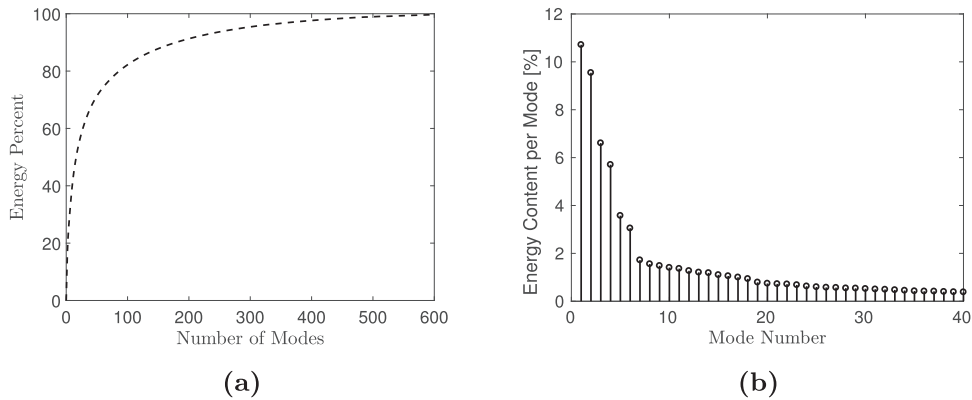 100
80
60
40
20
0
Energy Percent
0 100 200 300 400 500 600
Number of Modes
(a)
12
10
8
6
4
2
0
Energy Content per Mode [%]
0 10 20 30 40
Mode Number
(b)